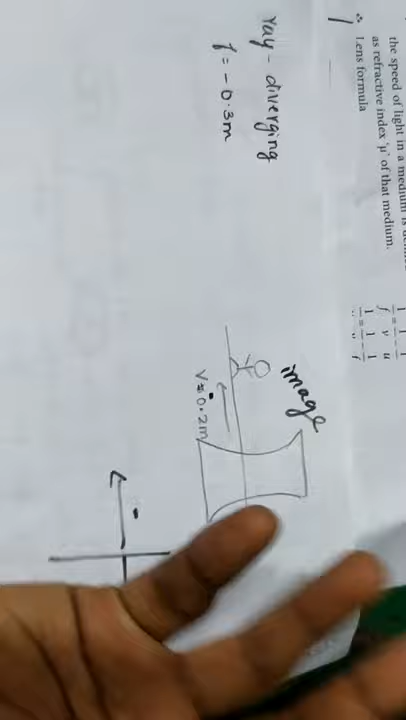 the speed of light in a medium is
as refractive index 'μ' of that medium.
∴ Lens formula
1/f = 1/v - 1/u
ray - diverging
f = - 0.3m
image
v = 0.2m
-